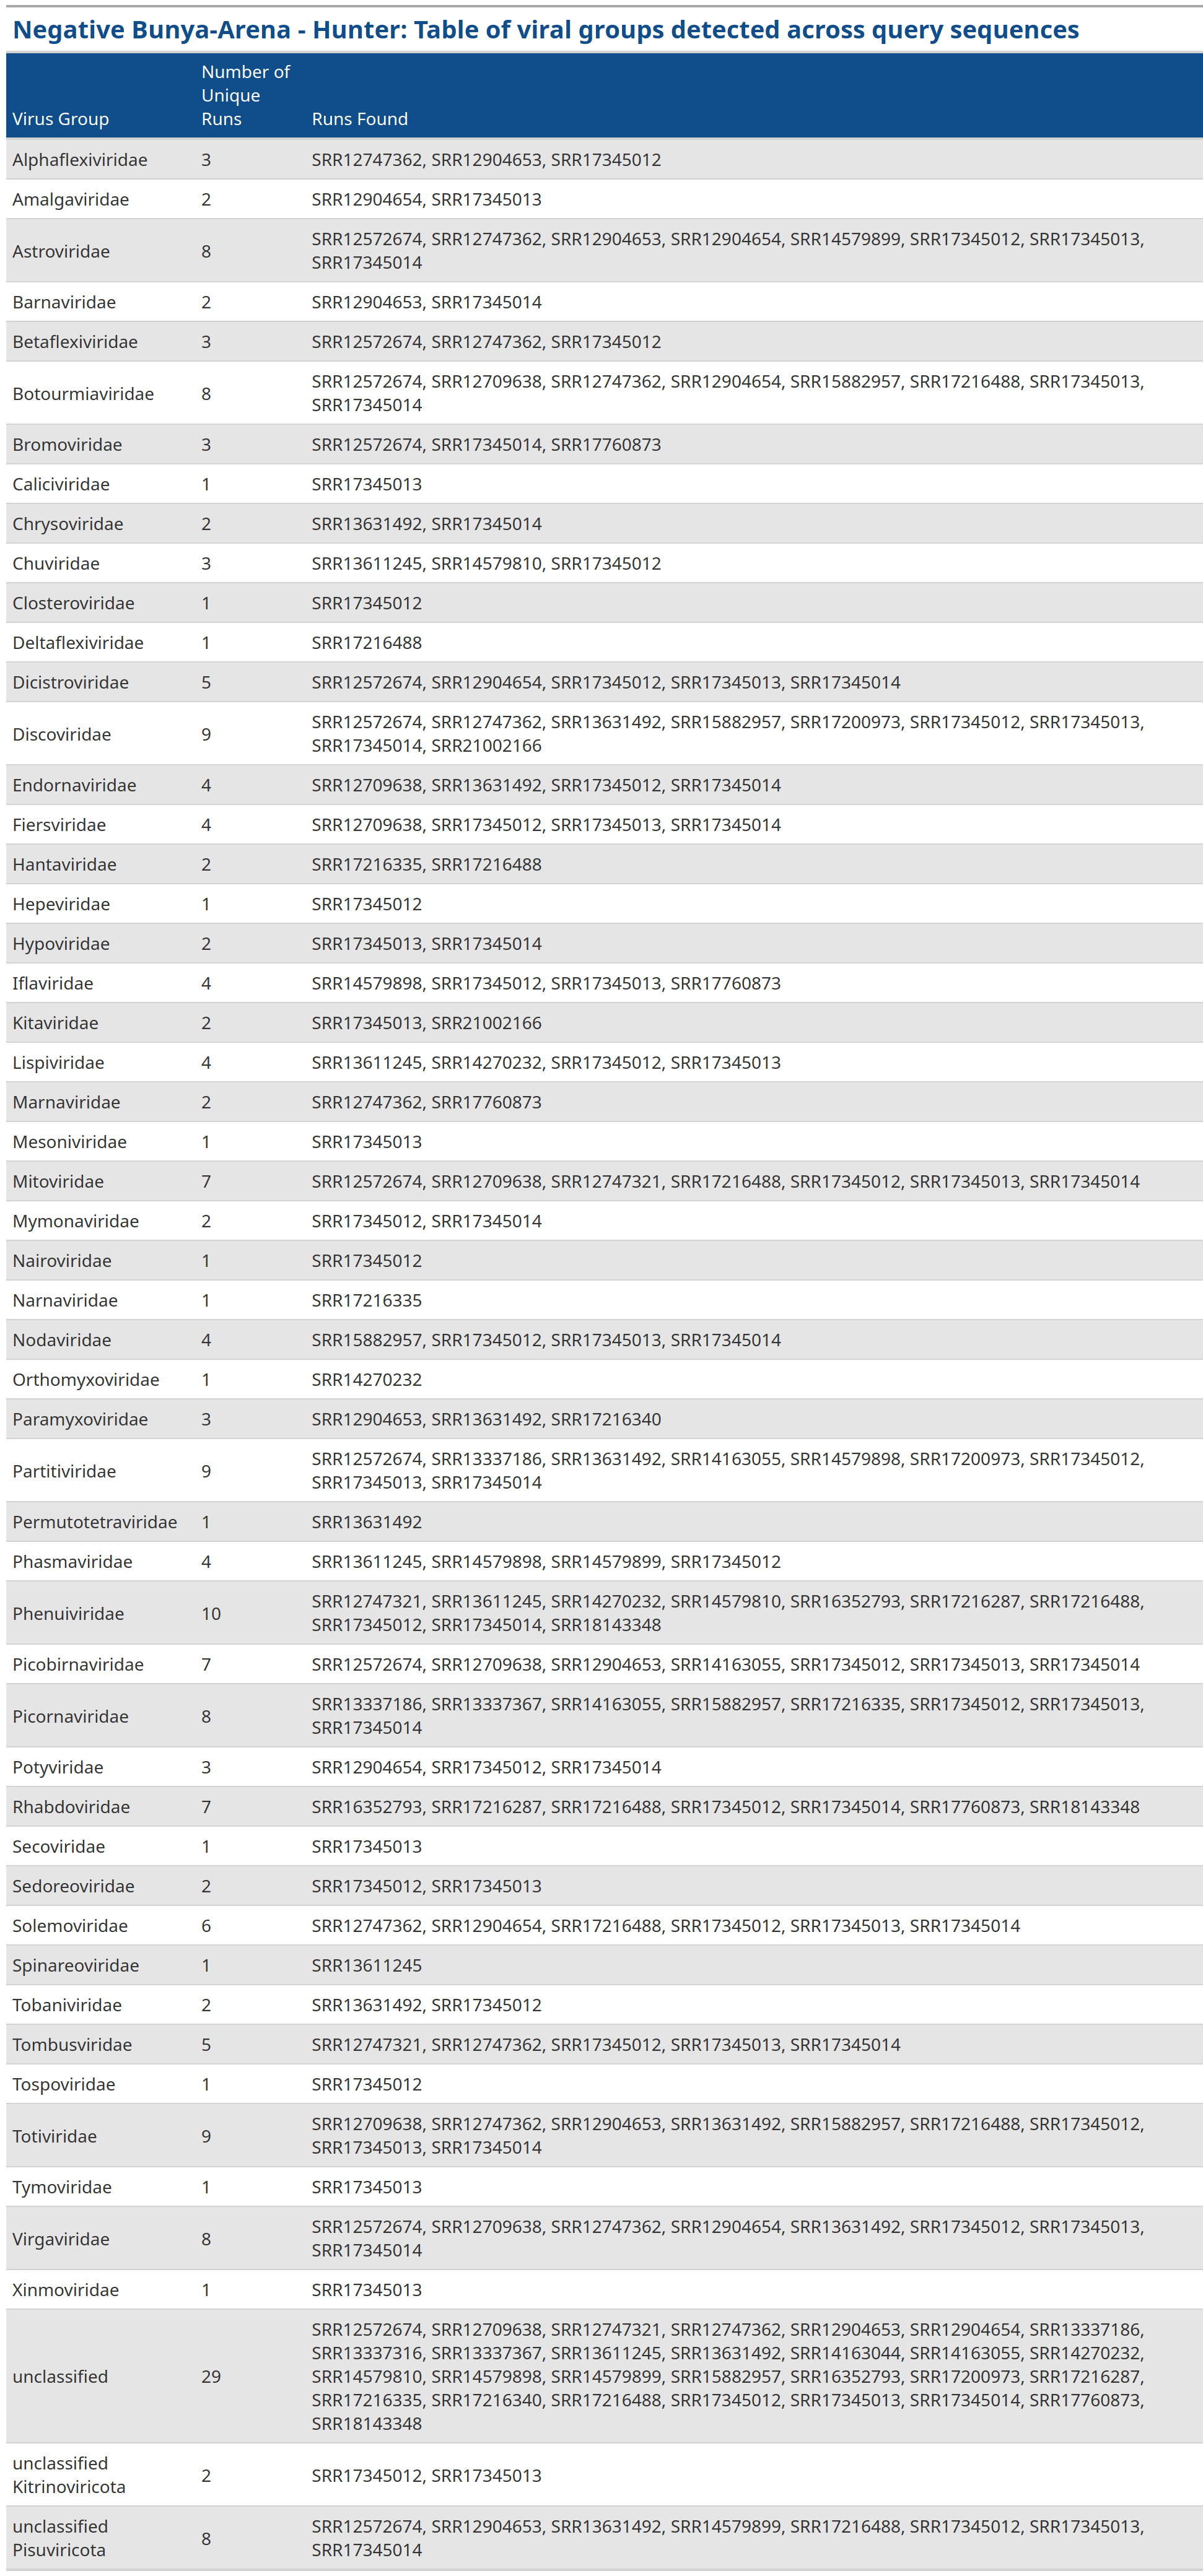 Negative Bunya-Arena - Hunter: Table of viral groups detected across query sequences
Virus Group Number of Unique Runs Runs Found
Alphaflexiviridae 3 SRR12747362, SRR12904653, SRR17345012
Amalgaviridae 2 SRR12904654, SRR17345013
Astroviridae 8 SRR12572674, SRR12747362, SRR12904653, SRR12904654, SRR14579899, SRR17345012, SRR17345013,
SRR17345014
Barnaviridae 2 SRR12904653, SRR17345014
Betaflexiviridae 3 SRR12572674, SRR12747362, SRR17345012
Botourmiaviridae 8 SRR12572674, SRR12709638, SRR12747362, SRR12904654, SRR15882957, SRR17216488, SRR17345013,
SRR17345014
Bromoviridae 3 SRR12572674, SRR17345014, SRR17760873
Caliciviridae 1 SRR17345013
Chrysoviridae 2 SRR13631492, SRR17345014
Chuviridae 3 SRR13611245, SRR14579810, SRR17345012
Closteroviridae 1 SRR17345012
Deltaflexiviridae 1 SRR17216488
Dicistroviridae 5 SRR12572674, SRR12904654, SRR17345012, SRR17345013, SRR17345014
Discoviridae 9 SRR12572674, SRR12747362, SRR13631492, SRR15882957, SRR17200973, SRR17345012, SRR17345013,
SRR17345014, SRR21002166
Endornaviridae 4 SRR12709638, SRR13631492, SRR17345012, SRR17345014
Fiersviridae 4 SRR12709638, SRR17345012, SRR17345013, SRR17345014
Hantaviridae 2 SRR17216335, SRR17216488
Hepeviridae 1 SRR17345012
Hypoviridae 2 SRR17345013, SRR17345014
Iflaviridae 4 SRR14579898, SRR17345012, SRR17345013, SRR17760873
Kitaviridae 2 SRR17345013, SRR21002166
Lispiviridae 4 SRR13611245, SRR14270232, SRR17345012, SRR17345013
Marnaviridae 2 SRR12747362, SRR17760873
Mesoniviridae 1 SRR17345013
Mitoviridae 7 SRR12572674, SRR12709638, SRR12747321, SRR17216488, SRR17345012, SRR17345013, SRR17345014
Mymonaviridae 2 SRR17345012, SRR17345014
Nairoviridae 1 SRR17345012
Narnaviridae 1 SRR17216335
Nodaviridae 4 SRR15882957, SRR17345012, SRR17345013, SRR17345014
Orthomyxoviridae 1 SRR14270232
Paramyxoviridae 3 SRR12904653, SRR13631492, SRR17216340
Partitiviridae 9 SRR12572674, SRR13337186, SRR13631492, SRR14163055, SRR14579898, SRR17200973, SRR17345012,
SRR17345013, SRR17345014
Permutotetraviridae 1 SRR13631492
Phasmaviridae 4 SRR13611245, SRR14579898, SRR14579899, SRR17345012
Phenuiviridae 10 SRR12747321, SRR13611245, SRR14270232, SRR14579810, SRR16352793, SRR17216287, SRR17216488,
SRR17345012, SRR17345014, SRR18143348
Picobirnaviridae 7 SRR12572674, SRR12709638, SRR12904653, SRR14163055, SRR17345012, SRR17345013, SRR17345014
Picornaviridae 8 SRR13337186, SRR13337367, SRR14163055, SRR15882957, SRR17216335, SRR17345012, SRR17345013,
SRR17345014
Potyviridae 3 SRR12904654, SRR17345012, SRR17345014
Rhabdoviridae 7 SRR16352793, SRR17216287, SRR17216488, SRR17345012, SRR17345014, SRR17760873, SRR18143348
Secoviridae 1 SRR17345013
Sedoreoviridae 2 SRR17345012, SRR17345013
Solemoviridae 6 SRR12747362, SRR12904654, SRR17216488, SRR17345012, SRR17345013, SRR17345014
Spinareoviridae 1 SRR13611245
Tobaniviridae 2 SRR13631492, SRR17345012
Tombusviridae 5 SRR12747321, SRR12747362, SRR17345012, SRR17345013, SRR17345014
Tospoviridae 1 SRR17345012
Totiviridae 9 SRR12709638, SRR12747362, SRR12904653, SRR13631492, SRR15882957, SRR17216488, SRR17345012,
SRR17345013, SRR17345014
Tymoviridae 1 SRR17345013
Virgaviridae 8 SRR12572674, SRR12709638, SRR12747362, SRR12904654, SRR13631492, SRR17345012, SRR17345013,
SRR17345014
Xinmoviridae 1 SRR17345013
unclassified 29 SRR12572674, SRR12709638, SRR12747321, SRR12747362, SRR12904653, SRR12904654, SRR13337186,
SRR13337316, SRR13337367, SRR13611245, SRR13631492, SRR14163044, SRR14163055, SRR14270232,
SRR14579810, SRR14579898, SRR14579899, SRR15882957, SRR16352793, SRR17200973, SRR17216287,
SRR17216335, SRR17216340, SRR17216488, SRR17345012, SRR17345013, SRR17345014, SRR17760873,
SRR18143348
unclassified
Kitrinoviricota 2 SRR17345012, SRR17345013
unclassified
Pisuviricota 8 SRR12572674, SRR12904653, SRR13631492, SRR14579899, SRR17216488, SRR17345012, SRR17345013,
SRR17345014